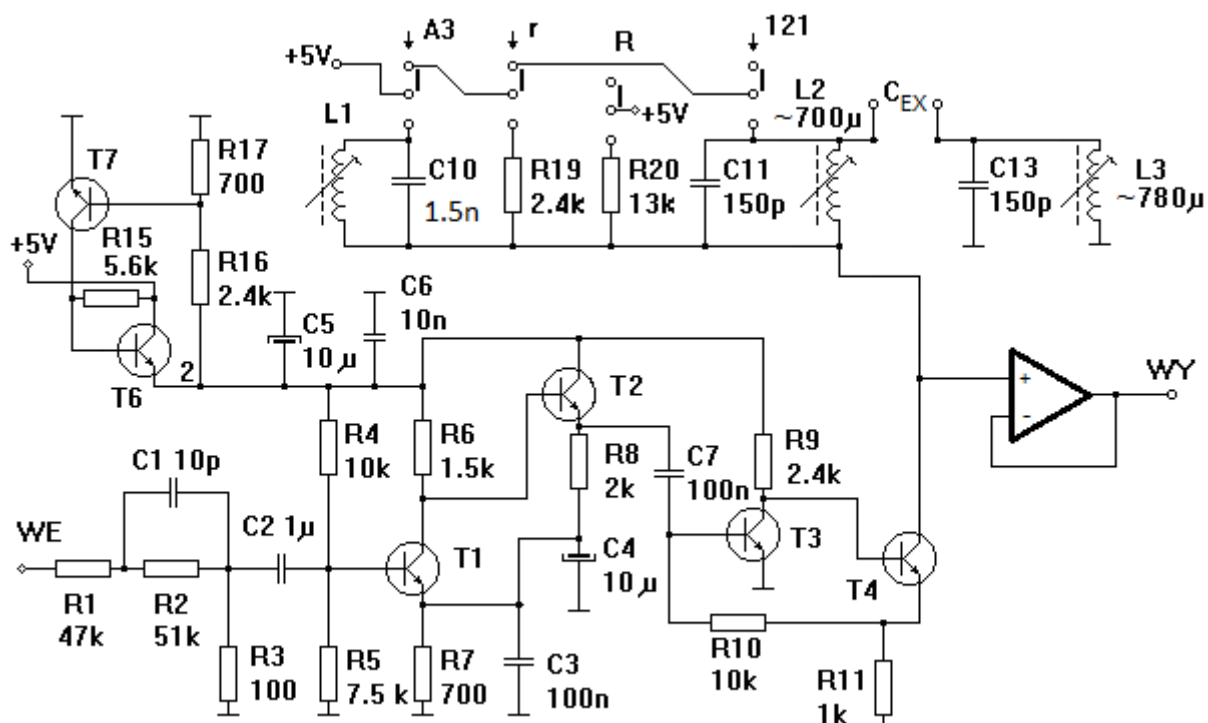 A3 r R 121
+5V
L1
L2
~700µ
C_EX
+5V
T7
R17
700
C10
1.5n
R19
2.4k
R20
13k
C11
150p
C13
150p
L3
~780µ
+5V
R15
5.6k
R16
2.4k
C5
10 µ
C6
10n
T6
2
T2
WY
+
-
C1 10p
R4
10k
R6
1.5k
R8
2k
C7
100n
R9
2.4k
WE
C2 1µ
T1
C4
10 µ
T3
T4
R1
47k
R2
51k
R3
100
R5
7.5 k
R7
700
C3
100n
R10
10k
R11
1k